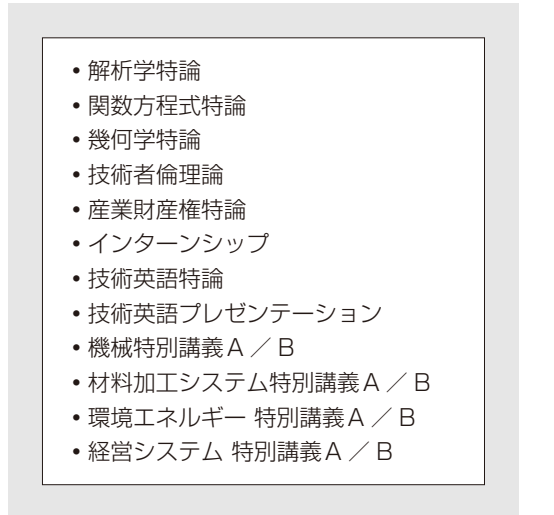 • 解析学特論
• 関数方程式特論
• 幾何学特論
• 技術者倫理論
• 産業財産権特論
• インターンシップ
• 技術英語特論
• 技術英語プレゼンテーション
• 機械特別講義A／B
• 材料加工システム特別講義A／B
• 環境エネルギー 特別講義A／B
• 経営システム 特別講義A／B